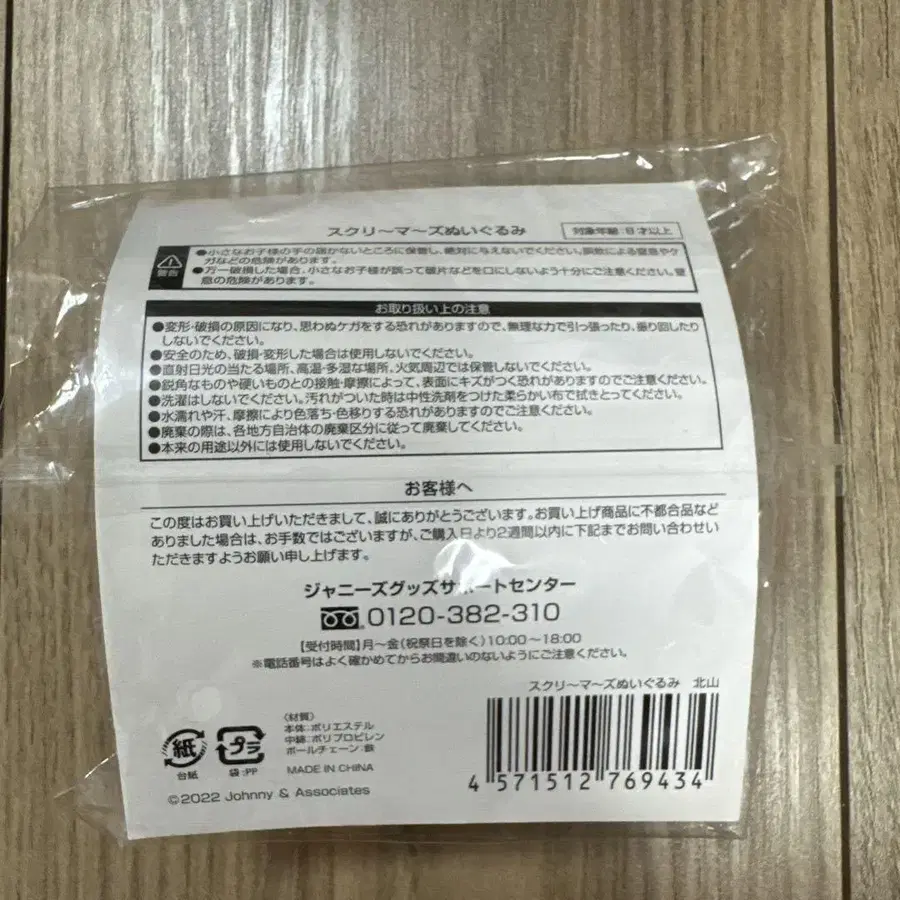 スクリ～マ～ズぬいぐるみ
対象年齢:8才以上
警告
●小さなお子様の手の届かないところに保管し、絶対に与えないでください。誤飲による窒息やケ
ガなどの危険があります。
●万一破損した場合、小さなお子様が誤って破片などを口にしないよう十分にご注意ください。窒
息の危険があります。
お取り扱い上の注意
●変形・破損の原因になり、思わぬケガをする恐れがありますので、無理な力で引っ張ったり、振り回したり
しないでください。
●安全のため、破損・変形した場合は使用しないでください。
●直射日光の当たる場所、高温・多湿な場所、火気周辺では保管しないでください。
●鋭角なものや硬いものとの接触・摩擦によって、表面にキズがつく恐れがありますのでご注意ください。
●洗濯はしないでください。汚れがついた時は中性洗剤をつけた柔らかい布で拭きとってください。
●水濡れや汗、摩擦により色落ち・色移りする恐れがありますのでご注意ください。
●廃棄の際は、各地方自治体の廃棄区分に従って廃棄してください。
●本来の用途以外には使用しないでください。
お客様へ
この度はお買い上げいただきまして、誠にありがとうございます。お買い上げ商品に不都合品など
ありました場合は、お手数ではございますが、ご購入日より2週間以内に下記までお問い合わせい
ただきますようお願い申し上げます。
ジャニーズグッズサポートセンター
0120-382-310
【受付時間】月～金(祝祭日を除く)10:00～18:00
※電話番号はよく確かめてからお間違いのないようにご注意ください。
スクリ～マ～ズぬいぐるみ 北山
〈材質〉
本体:ポリエステル
中綿:ポリプロピレン
ボールチェーン:鉄
紙
台紙
プラ
袋:PP
MADE IN CHINA
4 571512 769434
©2022 Johnny & Associates